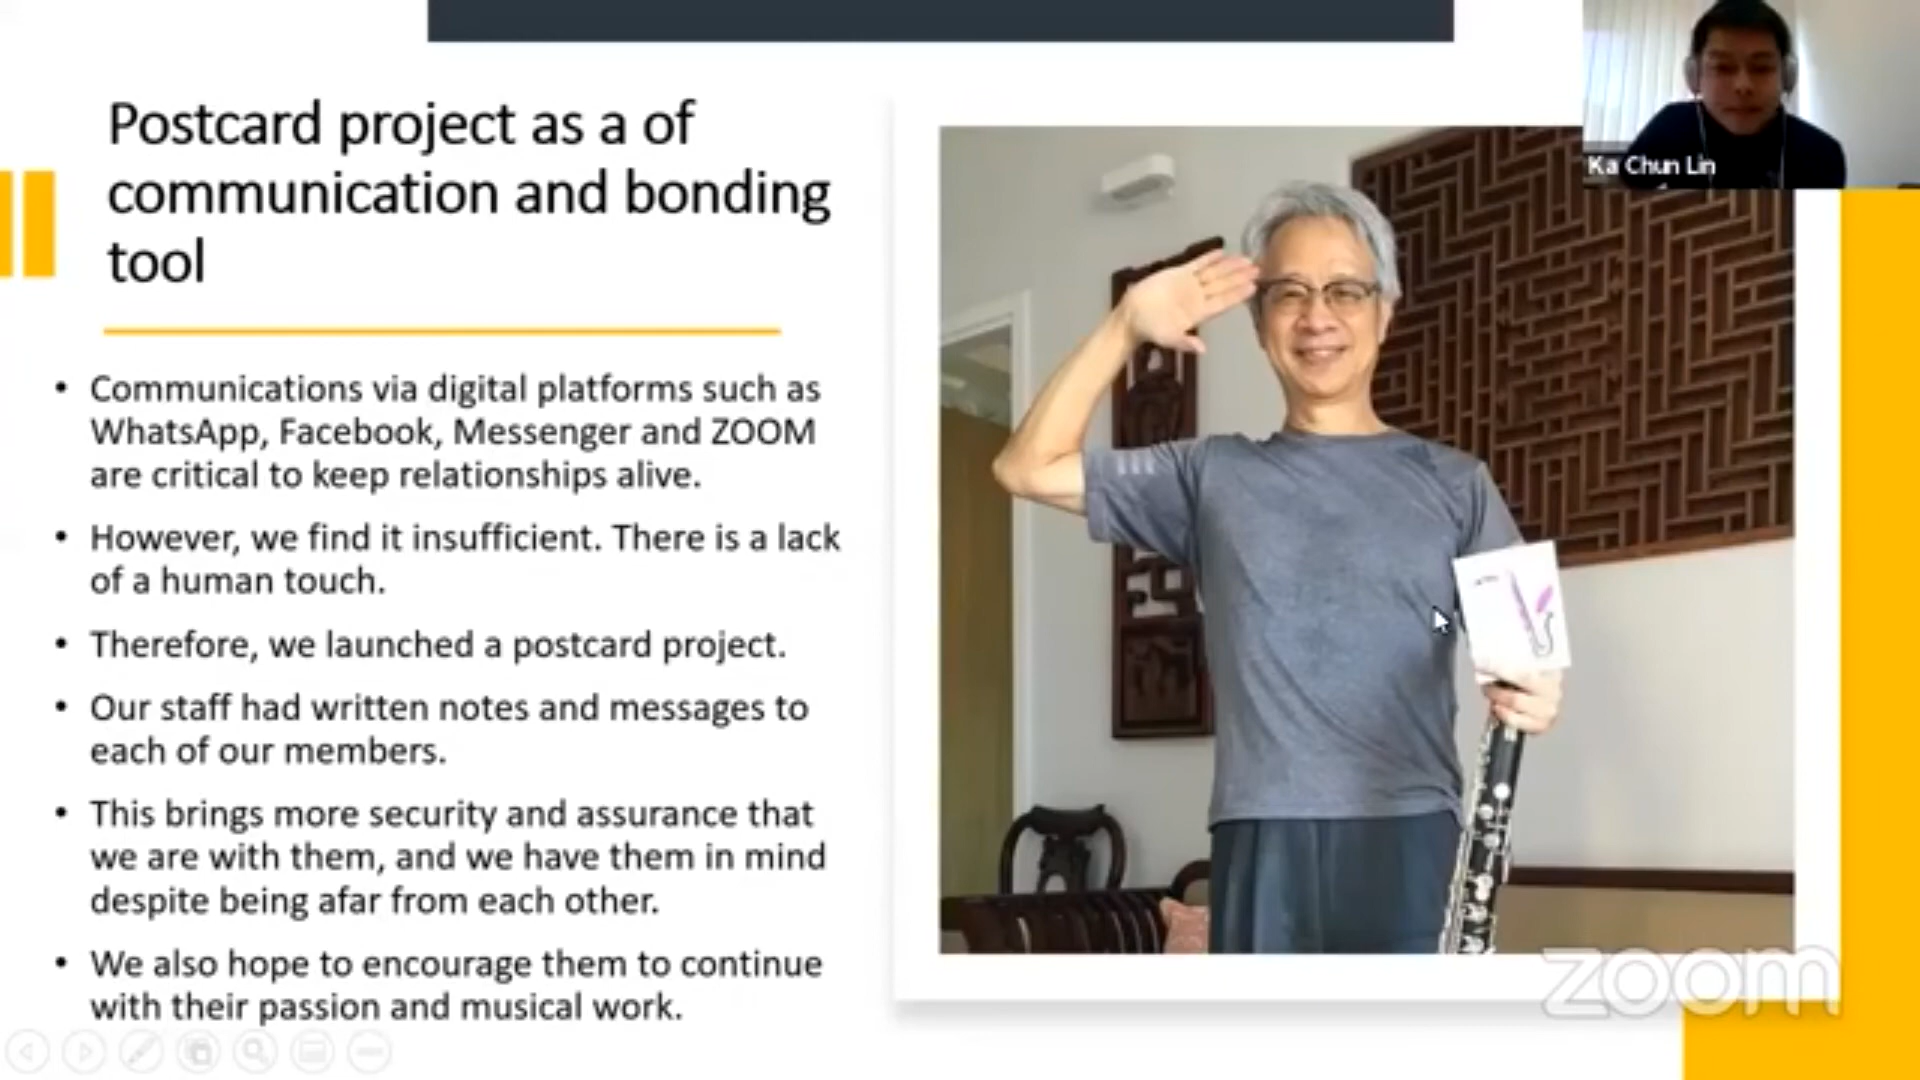 Postcard project as a of
communication and bonding
tool
• Communications via digital platforms such as
WhatsApp, Facebook, Messenger and ZOOM
are critical to keep relationships alive.
• However, we find it insufficient. There is a lack
of a human touch.
• Therefore, we launched a postcard project.
• Our staff had written notes and messages to
each of our members.
• This brings more security and assurance that
we are with them, and we have them in mind
despite being afar from each other.
• We also hope to encourage them to continue
with their passion and musical work.
Ka Chun Lin
zoom